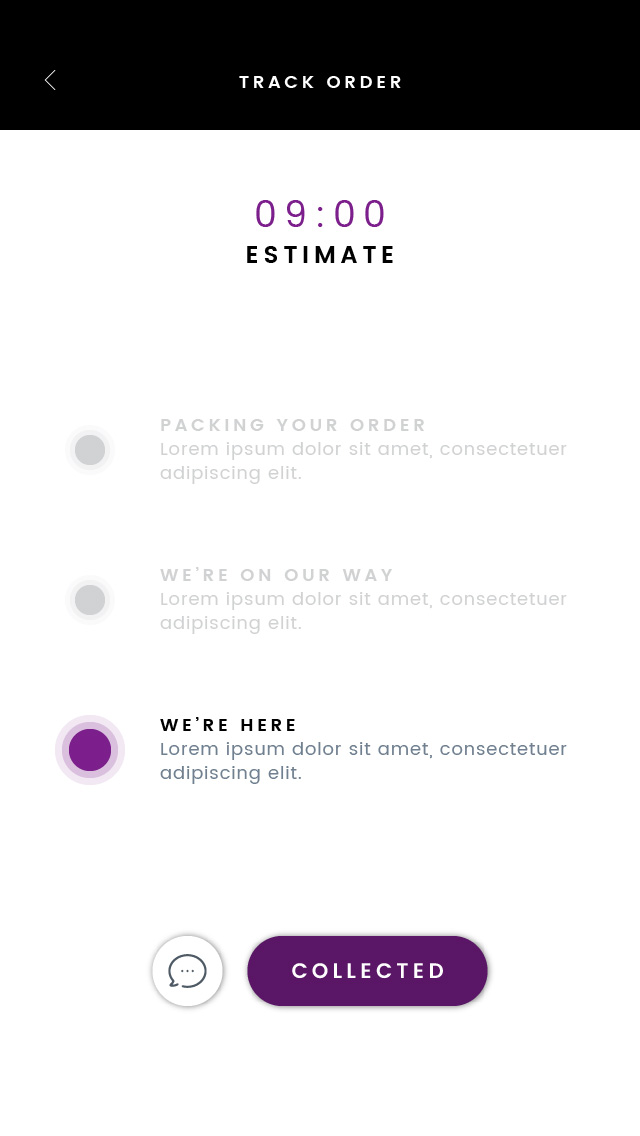 TRACK ORDER
09:00
ESTIMATE
PACKING YOUR ORDER
Lorem ipsum dolor sit amet, consectetuer
adipiscing elit.
WE’RE ON OUR WAY
Lorem ipsum dolor sit amet, consectetuer
adipiscing elit.
WE’RE HERE
Lorem ipsum dolor sit amet, consectetuer
adipiscing elit.
COLLECTED